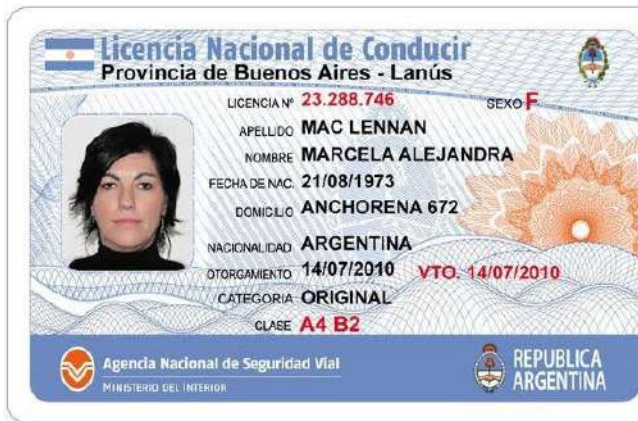 Licencia Nacional de Conducir
Provincia de Buenos Aires - Lanús
LICENCIA Nº 23.288.746 SEXO F
APELLIDO MAC LENNAN
NOMBRE MARCELA ALEJANDRA
FECHA DE NAC. 21/08/1973
DOMICILIO ANCHORENA 672
NACIONALIDAD ARGENTINA
OTORGAMIENTO 14/07/2010 VTO. 14/07/2010
CATEGORIA ORIGINAL
CLASE A4 B2
Agencia Nacional de Seguridad Vial
MINISTERIO DEL INTERIOR
REPUBLICA
ARGENTINA